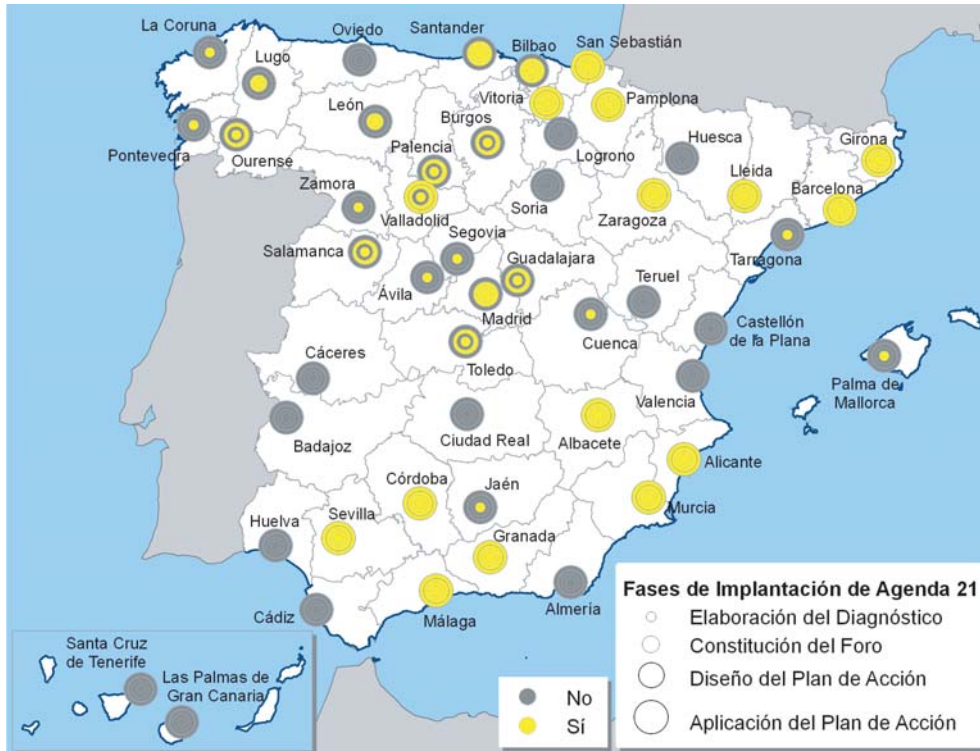 La Coruna
Oviedo
Santander
Bilbao
San Sebastián
Lugo
Vitoria
Pamplona
León
Burgos
Huesca
Girona
Pontevedra
Ourense
Palencia
Logrono
Lleida
Barcelona
Zamora
Valladolid
Soria
Zaragoza
Tarragona
Salamanca
Segovia
Guadalajara
Teruel
Ávila
Madrid
Cuenca
Castellón
de la Plana
Cáceres
Toledo
Valencia
Palma de
Mallorca
Badajoz
Ciudad Real
Albacete
Alicante
Córdoba
Jaén
Murcia
Huelva
Sevilla
Granada
Cádiz
Málaga
Almeria
Santa Cruz
de Tenerife
Las Palmas de
Gran Canaria
No
Sí
Fases de Implantación de Agenda 21
Elaboración del Diagnóstico
Constitución del Foro
Diseño del Plan de Acción
Aplicación del Plan de Acción